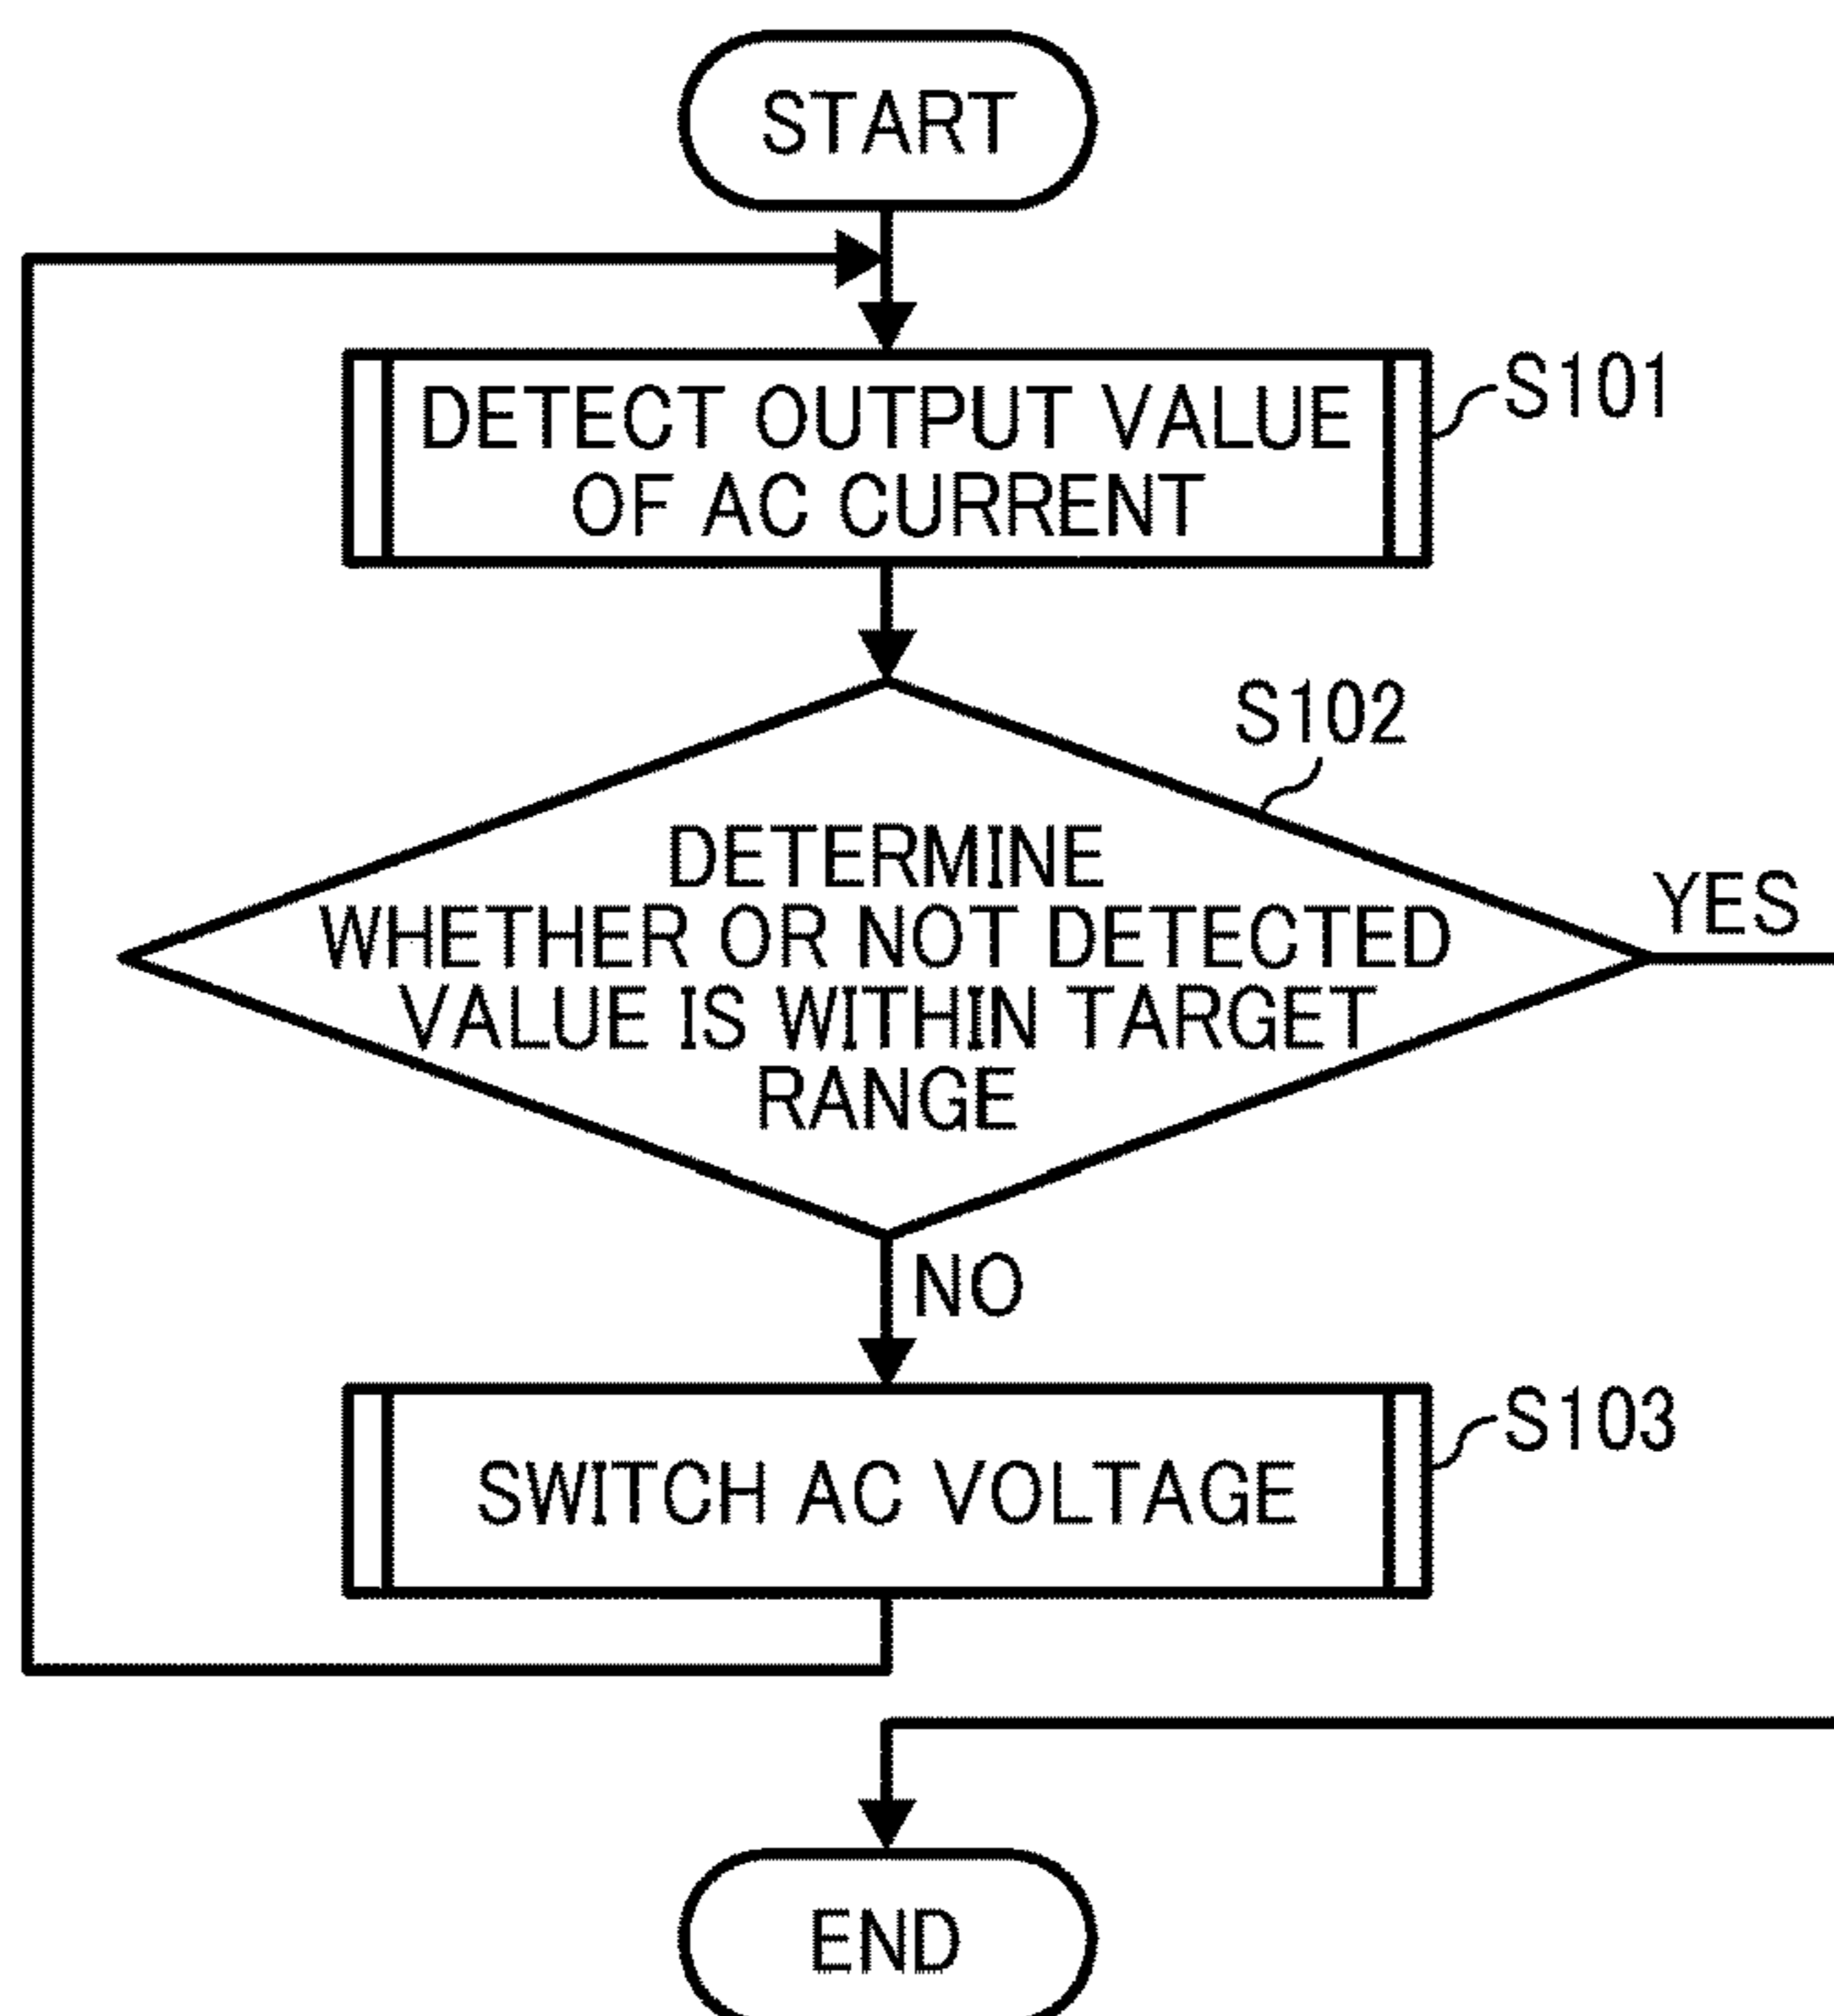 START
DETECT OUTPUT VALUE
OF AC CURRENT
S101
S102
DETERMINE
WHETHER OR NOT DETECTED
VALUE IS WITHIN TARGET
RANGE
YES
NO
SWITCH AC VOLTAGE
S103
END